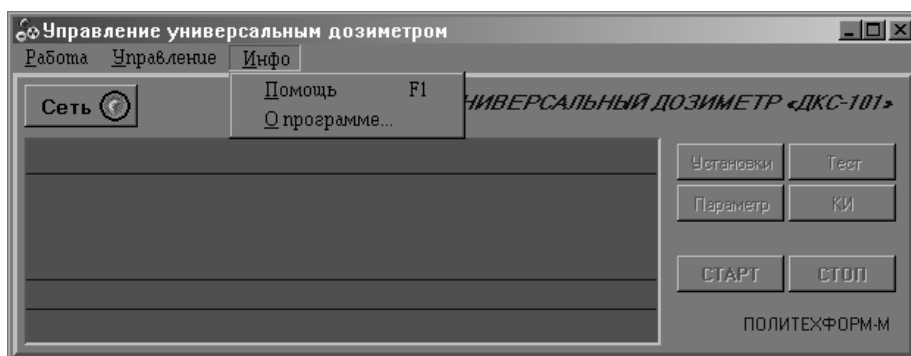 Управление универсальным дозиметром
Работа Управление Инфо
Помощь F1
О программе...
Сеть
НИВЕРСАЛЬНЫЙ ДОЗИМЕТР «ДКС-101»
Установки Тест
Параметр КИ
СТАРТ СТОП
ПОЛИТЕХФОРМ-М